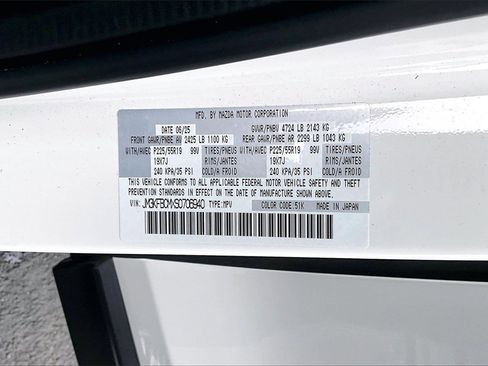 MFD. BY MAZDA MOTOR CORPORATION
DATE 06/25 GVWR/PNBV 4724 LB 2143 KG
FRONT GAWR/PNBE AV 2425 LB 1100 KG REAR GAWR/PNBE AR 2299 LB 1043 KG
WITH/AVEC P225/55R19 99V TIRES/PNEUS WITH/AVEC P225/55R19 99V TIRES/PNEUS
19X7J RIMS/JANTES 19X7J RIMS/JANTES
240 KPA/35 PSI COLD/A FROID 240 KPA/35 PSI COLD/A FROID
THIS VEHICLE CONFORMS TO ALL APPLICABLE FEDERAL MOTOR VEHICLE SAFETY AND THEFT
PREVENTION STANDARDS IN EFFECT ON THE DATE OF MANUFACTURE SHOWN ABOVE.
VIN: TYPE:MPV COLOR CODE: 51K MADE IN JAPAN